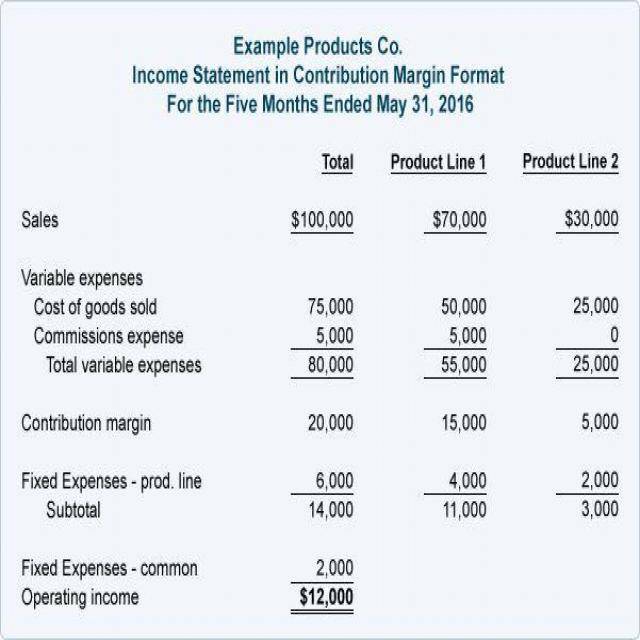 Example Products Co.
Income Statement in Contribution Margin Format
For the Five Months Ended May 31, 2016
Total Product Line 1 Product Line 2
Sales $100,000 $70,000 $30,000
Variable expenses
Cost of goods sold 75,000 50,000 25,000
Commissions expense 5,000 5,000 0
Total variable expenses 80,000 55,000 25,000
Contribution margin 20,000 15,000 5,000
Fixed Expenses - prod. line 6,000 4,000 2,000
Subtotal 14,000 11,000 3,000
Fixed Expenses - common 2,000
Operating income $12,000